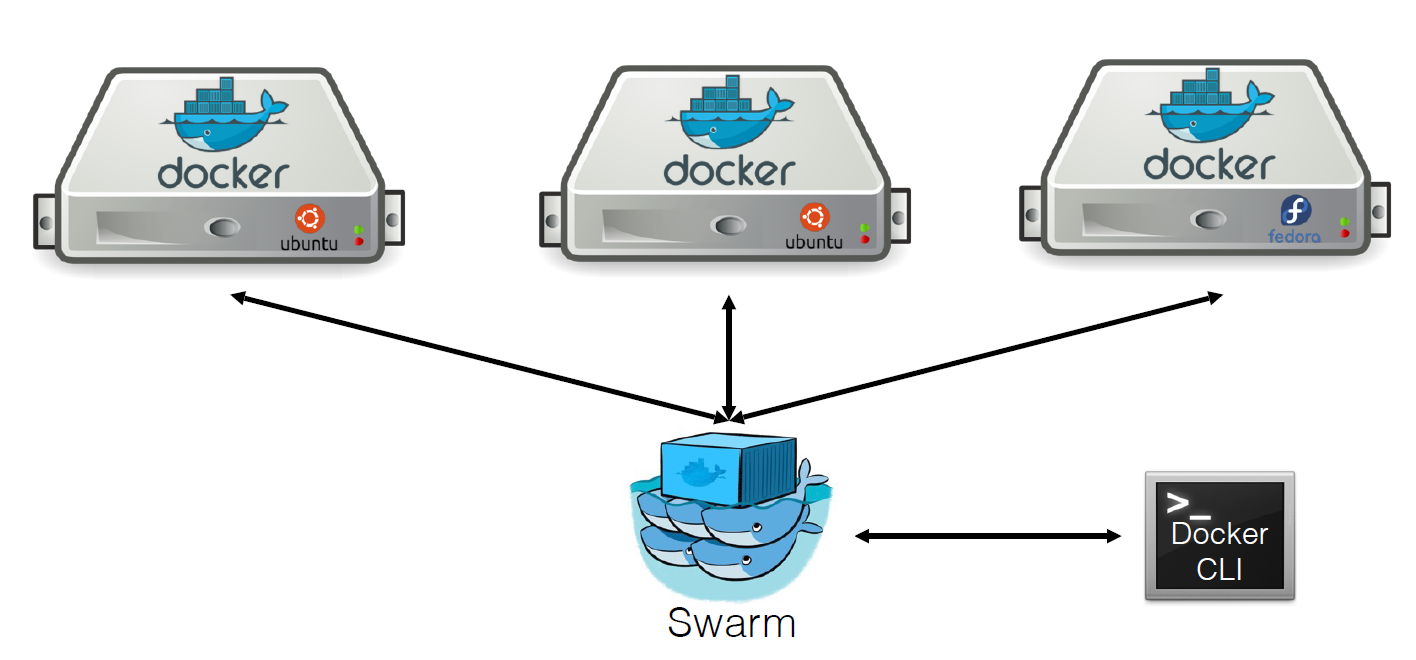 docker
ubuntu
docker
ubuntu
docker
fedora
>_
Docker
CLI
Swarm